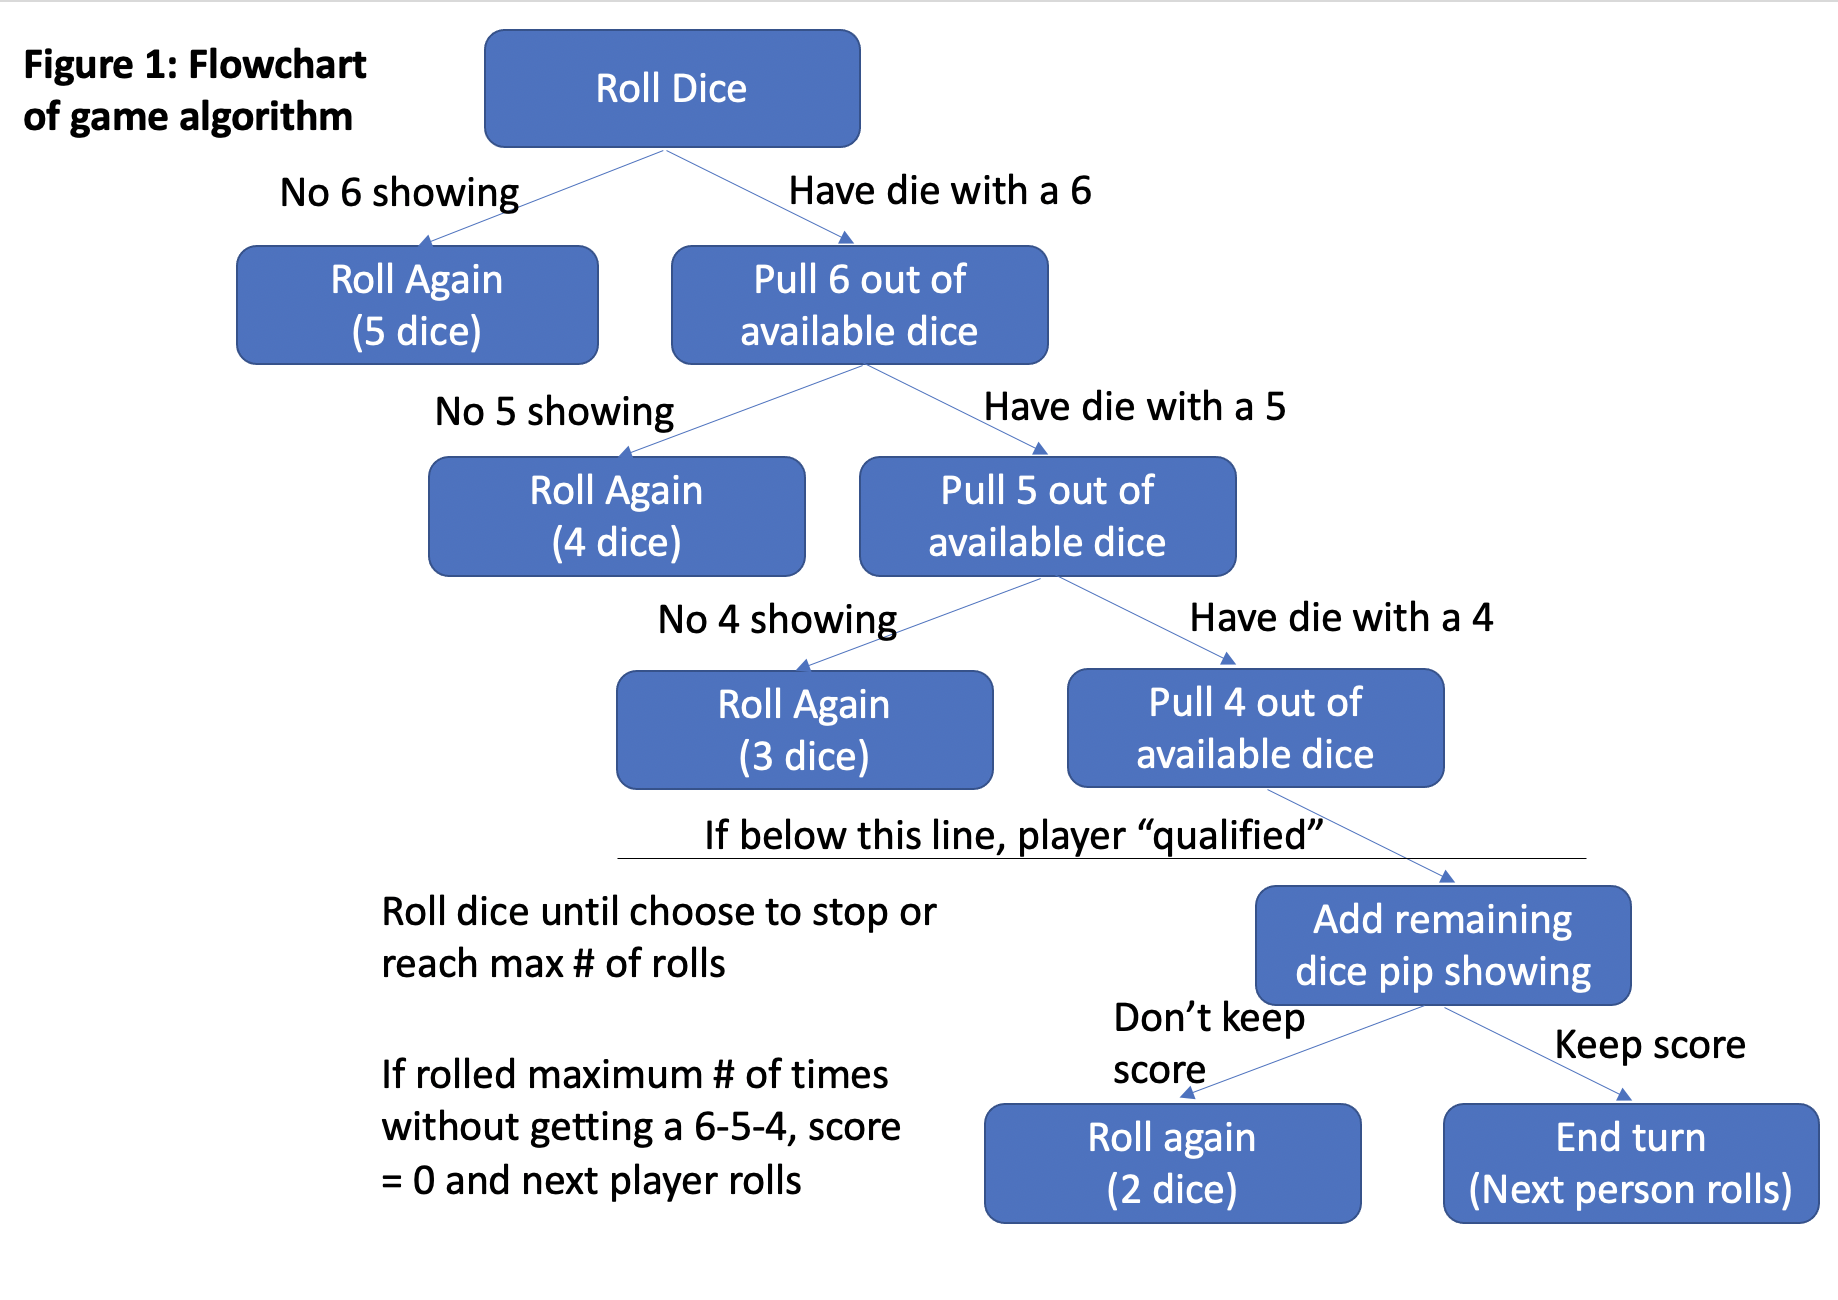 Figure 1: Flowchart
of game algorithm
Roll Dice
No 6 showing
Have die with a 6
Roll Again
(5 dice)
Pull 6 out of
available dice
No 5 showing
Have die with a 5
Roll Again
(4 dice)
Pull 5 out of
available dice
No 4 showing
Have die with a 4
Roll Again
(3 dice)
Pull 4 out of
available dice
If below this line, player “qualified”
Roll dice until choose to stop or
reach max # of rolls
Add remaining
dice pip showing
Don’t keep
score
Keep score
If rolled maximum # of times
without getting a 6-5-4, score
= 0 and next player rolls
Roll again
(2 dice)
End turn
(Next person rolls)